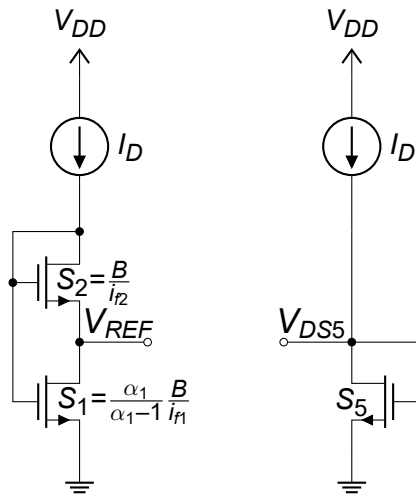 V_DD V_DD
I_D I_D
S_2=B/i_f2
V_REF V_DS5
S_1=α_1/(α_1−1) B/i_f1 S_5